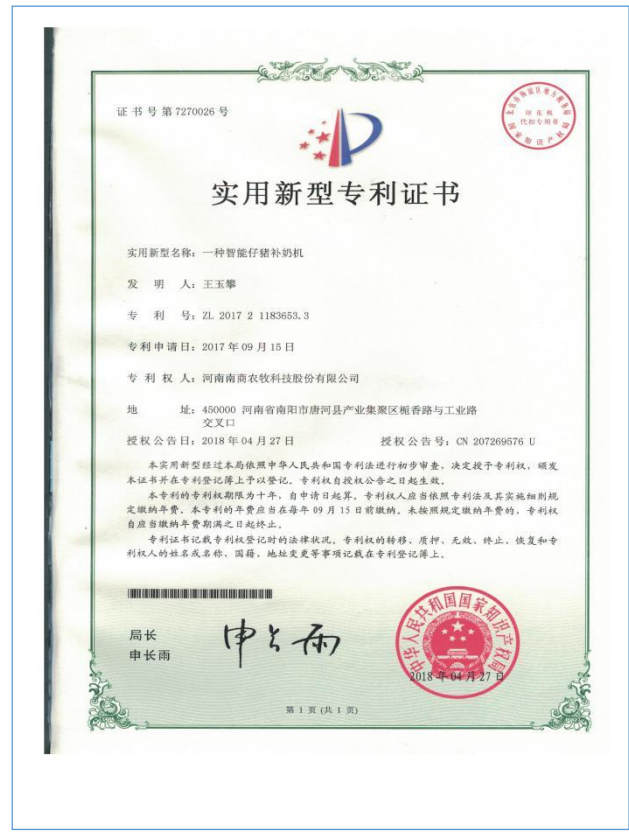 证书号第7270026号
印花税
代扣专用章
实用新型专利证书
实用新型名称：一种智能仔猪补奶机
发 明 人：王玉攀
专 利 号：ZL 2017 2 1183653.3
专利申请日：2017年09月15日
专 利 权 人：河南南商农牧科技股份有限公司
地 址：450000 河南省南阳市唐河县产业集聚区栀香路与工业路
交叉口
授权公告日：2018年04月27日 授权公告号：CN 207269576 U
本实用新型经过本局依照中华人民共和国专利法进行初步审查，决定授予专利权，颁发
本证书并在专利登记簿上予以登记。专利权自授权公告之日起生效。
本专利的专利权期限为十年，自申请日起算。专利权人应当依照专利法及其实施细则规
定缴纳年费。本专利的年费应当在每年09月15日前缴纳。未按照规定缴纳年费的，专利权
自应当缴纳年费期满之日起终止。
专利证书记载专利权登记时的法律状况。专利权的转移、质押、无效、终止、恢复和专
利权人的姓名或名称、国籍、地址变更等事项记载在专利登记簿上。
局长
申长雨
申长雨
中华人民共和国国家知识产权局
2018年04月27日
第 1 页 (共 1 页)